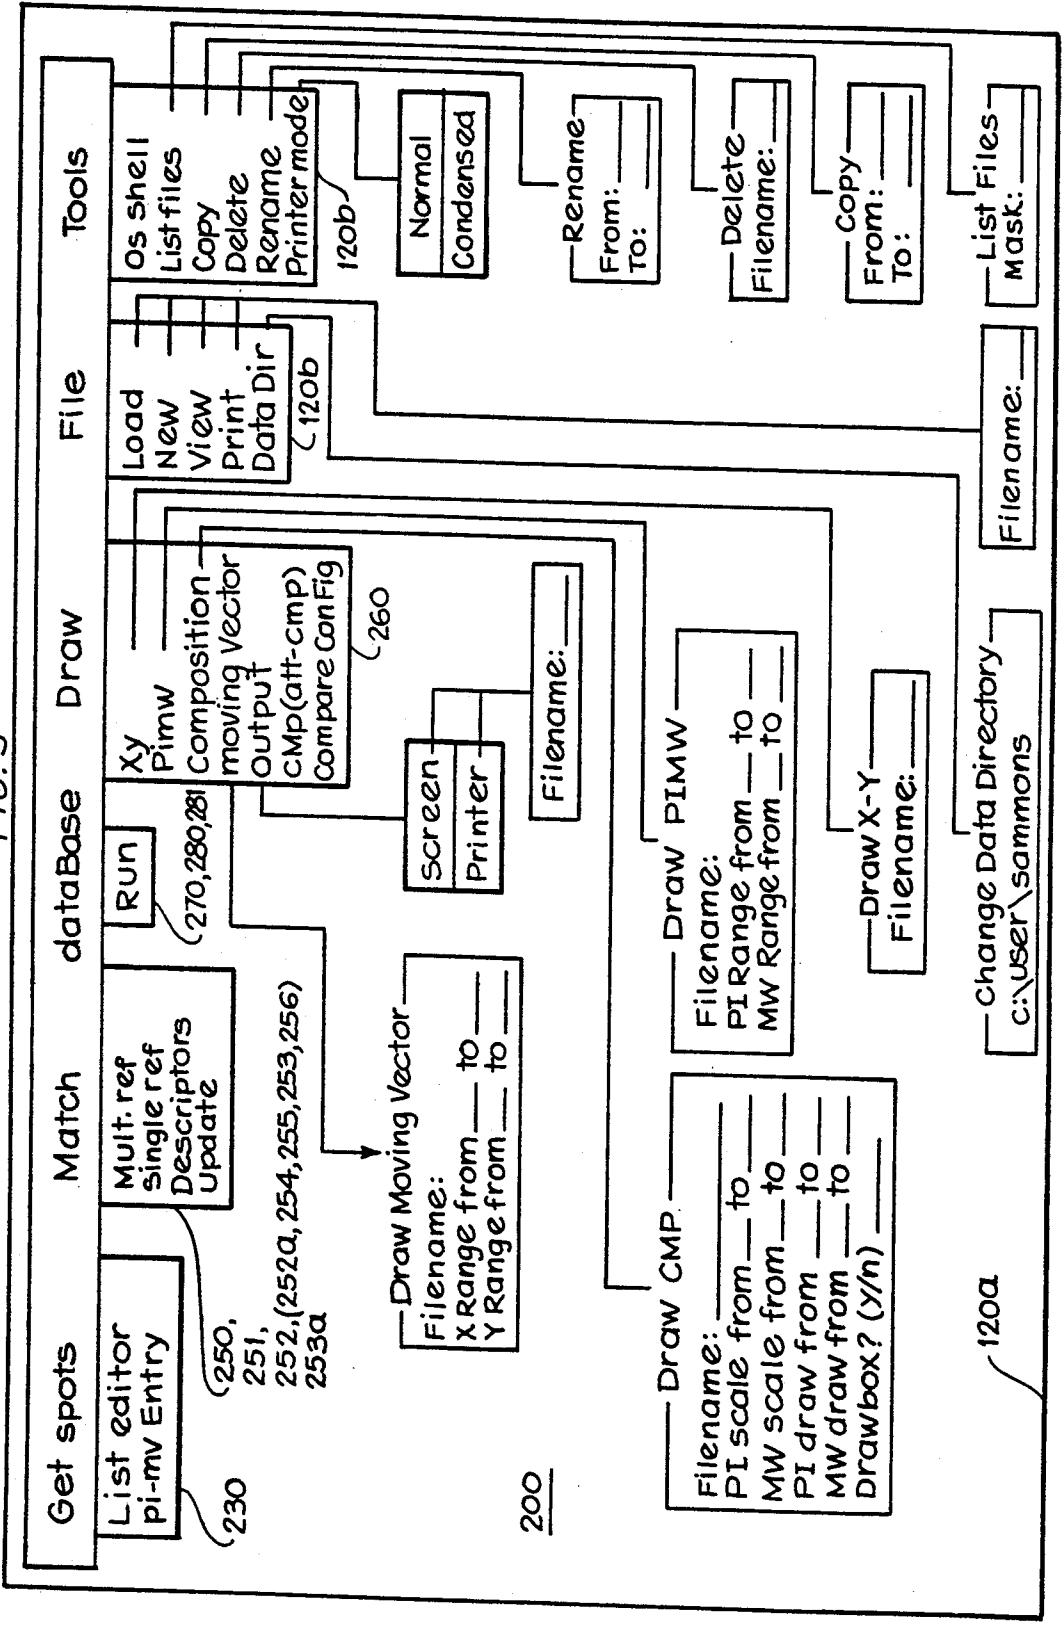 Get spots Match dataBase Draw File Tools
List editor
pi-mv Entry
230
Mult. ref
single ref
Descriptors
Update
250,
251,
252,(252a,254,255,253,256)
253a
Run
270,280,281
Xy
Pimw
Composition
moving Vector
Output
CMp(att-cmp)
Compare ConFig
260
Load
New
View
Print
Data Dir
120b
Os shell
List files
Copy
Delete
Rename
Printer mode
120b
Normal
Condensed
screen
Printer
Filename:
Draw Moving Vector
Filename:
X Range from to
Y Range from to
Rename
From:
To:
Delete
Filename:
Copy
From:
To:
List Files
Mask:
Filename:
200
Draw CMP
Filename:
PI scale from to
MW scale from to
PI draw from to
MW draw from to
Drawbox? (y/n)
Draw PIMW
Filename:
PI Range from to
MW Range from to
Draw X-Y
Filename:
Change Data Directory
c:\user\sammons
120a